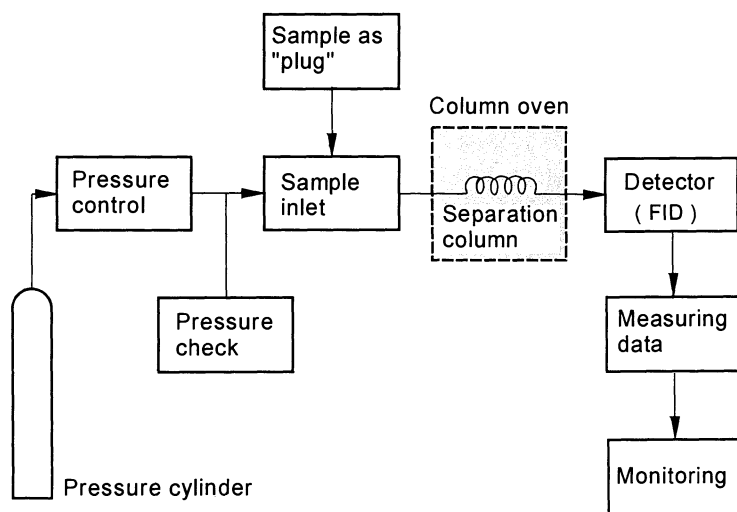 Sample as
"plug"
Column oven
Pressure
control
Sample
inlet
Separation
column
Detector
( FID )
Pressure
check
Measuring
data
Monitoring
Pressure cylinder